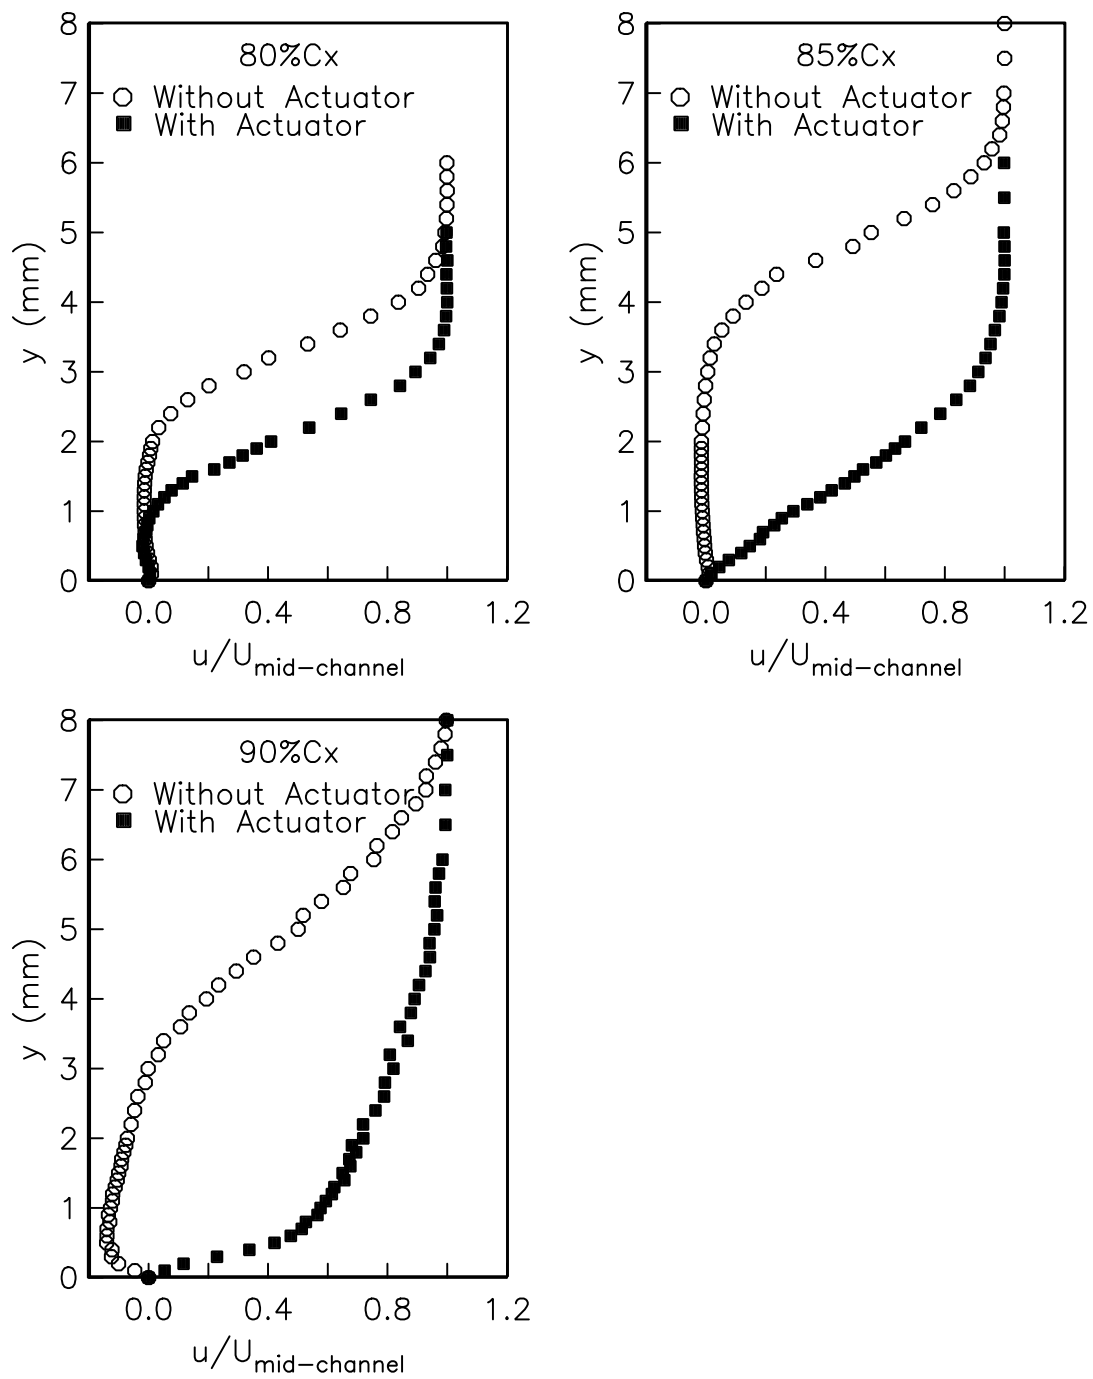 80%Cx
Without Actuator
With Actuator
8
7
6
5
4
3
2
1
0
y (mm)
0.0 0.4 0.8 1.2
u/Umid-channel
85%Cx
Without Actuator
With Actuator
8
7
6
5
4
3
2
1
0
y (mm)
0.0 0.4 0.8 1.2
u/Umid-channel
90%Cx
Without Actuator
With Actuator
8
7
6
5
4
3
2
1
0
y (mm)
0.0 0.4 0.8 1.2
u/Umid-channel